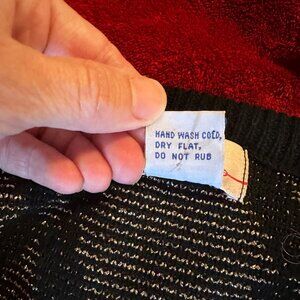 HAND WASH COLD,
DRY FLAT,
DO NOT RUB